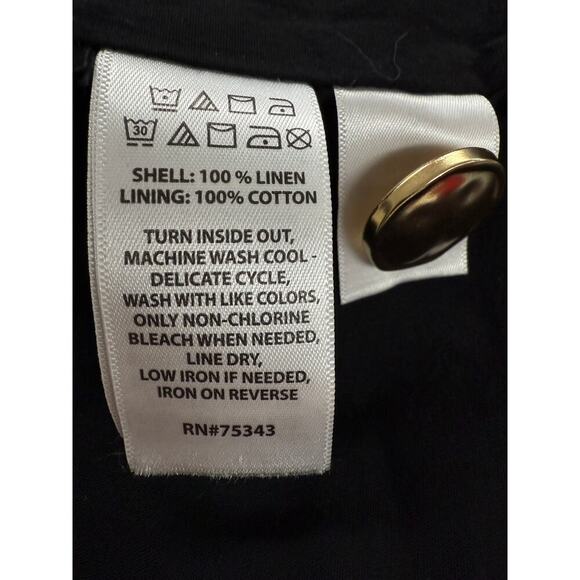 30
SHELL: 100 % LINEN
LINING: 100% COTTON
TURN INSIDE OUT,
MACHINE WASH COOL -
DELICATE CYCLE,
WASH WITH LIKE COLORS,
ONLY NON-CHLORINE
BLEACH WHEN NEEDED,
LINE DRY,
LOW IRON IF NEEDED,
IRON ON REVERSE
RN#75343